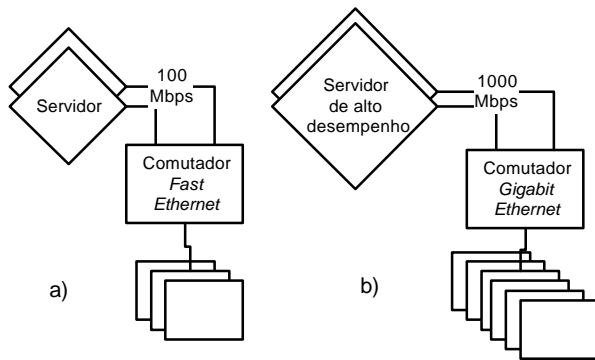 100
Mbps
Servidor
Comutador
Fast
Ethernet
a)
1000
Mbps
Servidor
de alto
desempenho
Comutador
Gigabit
Ethernet
b)